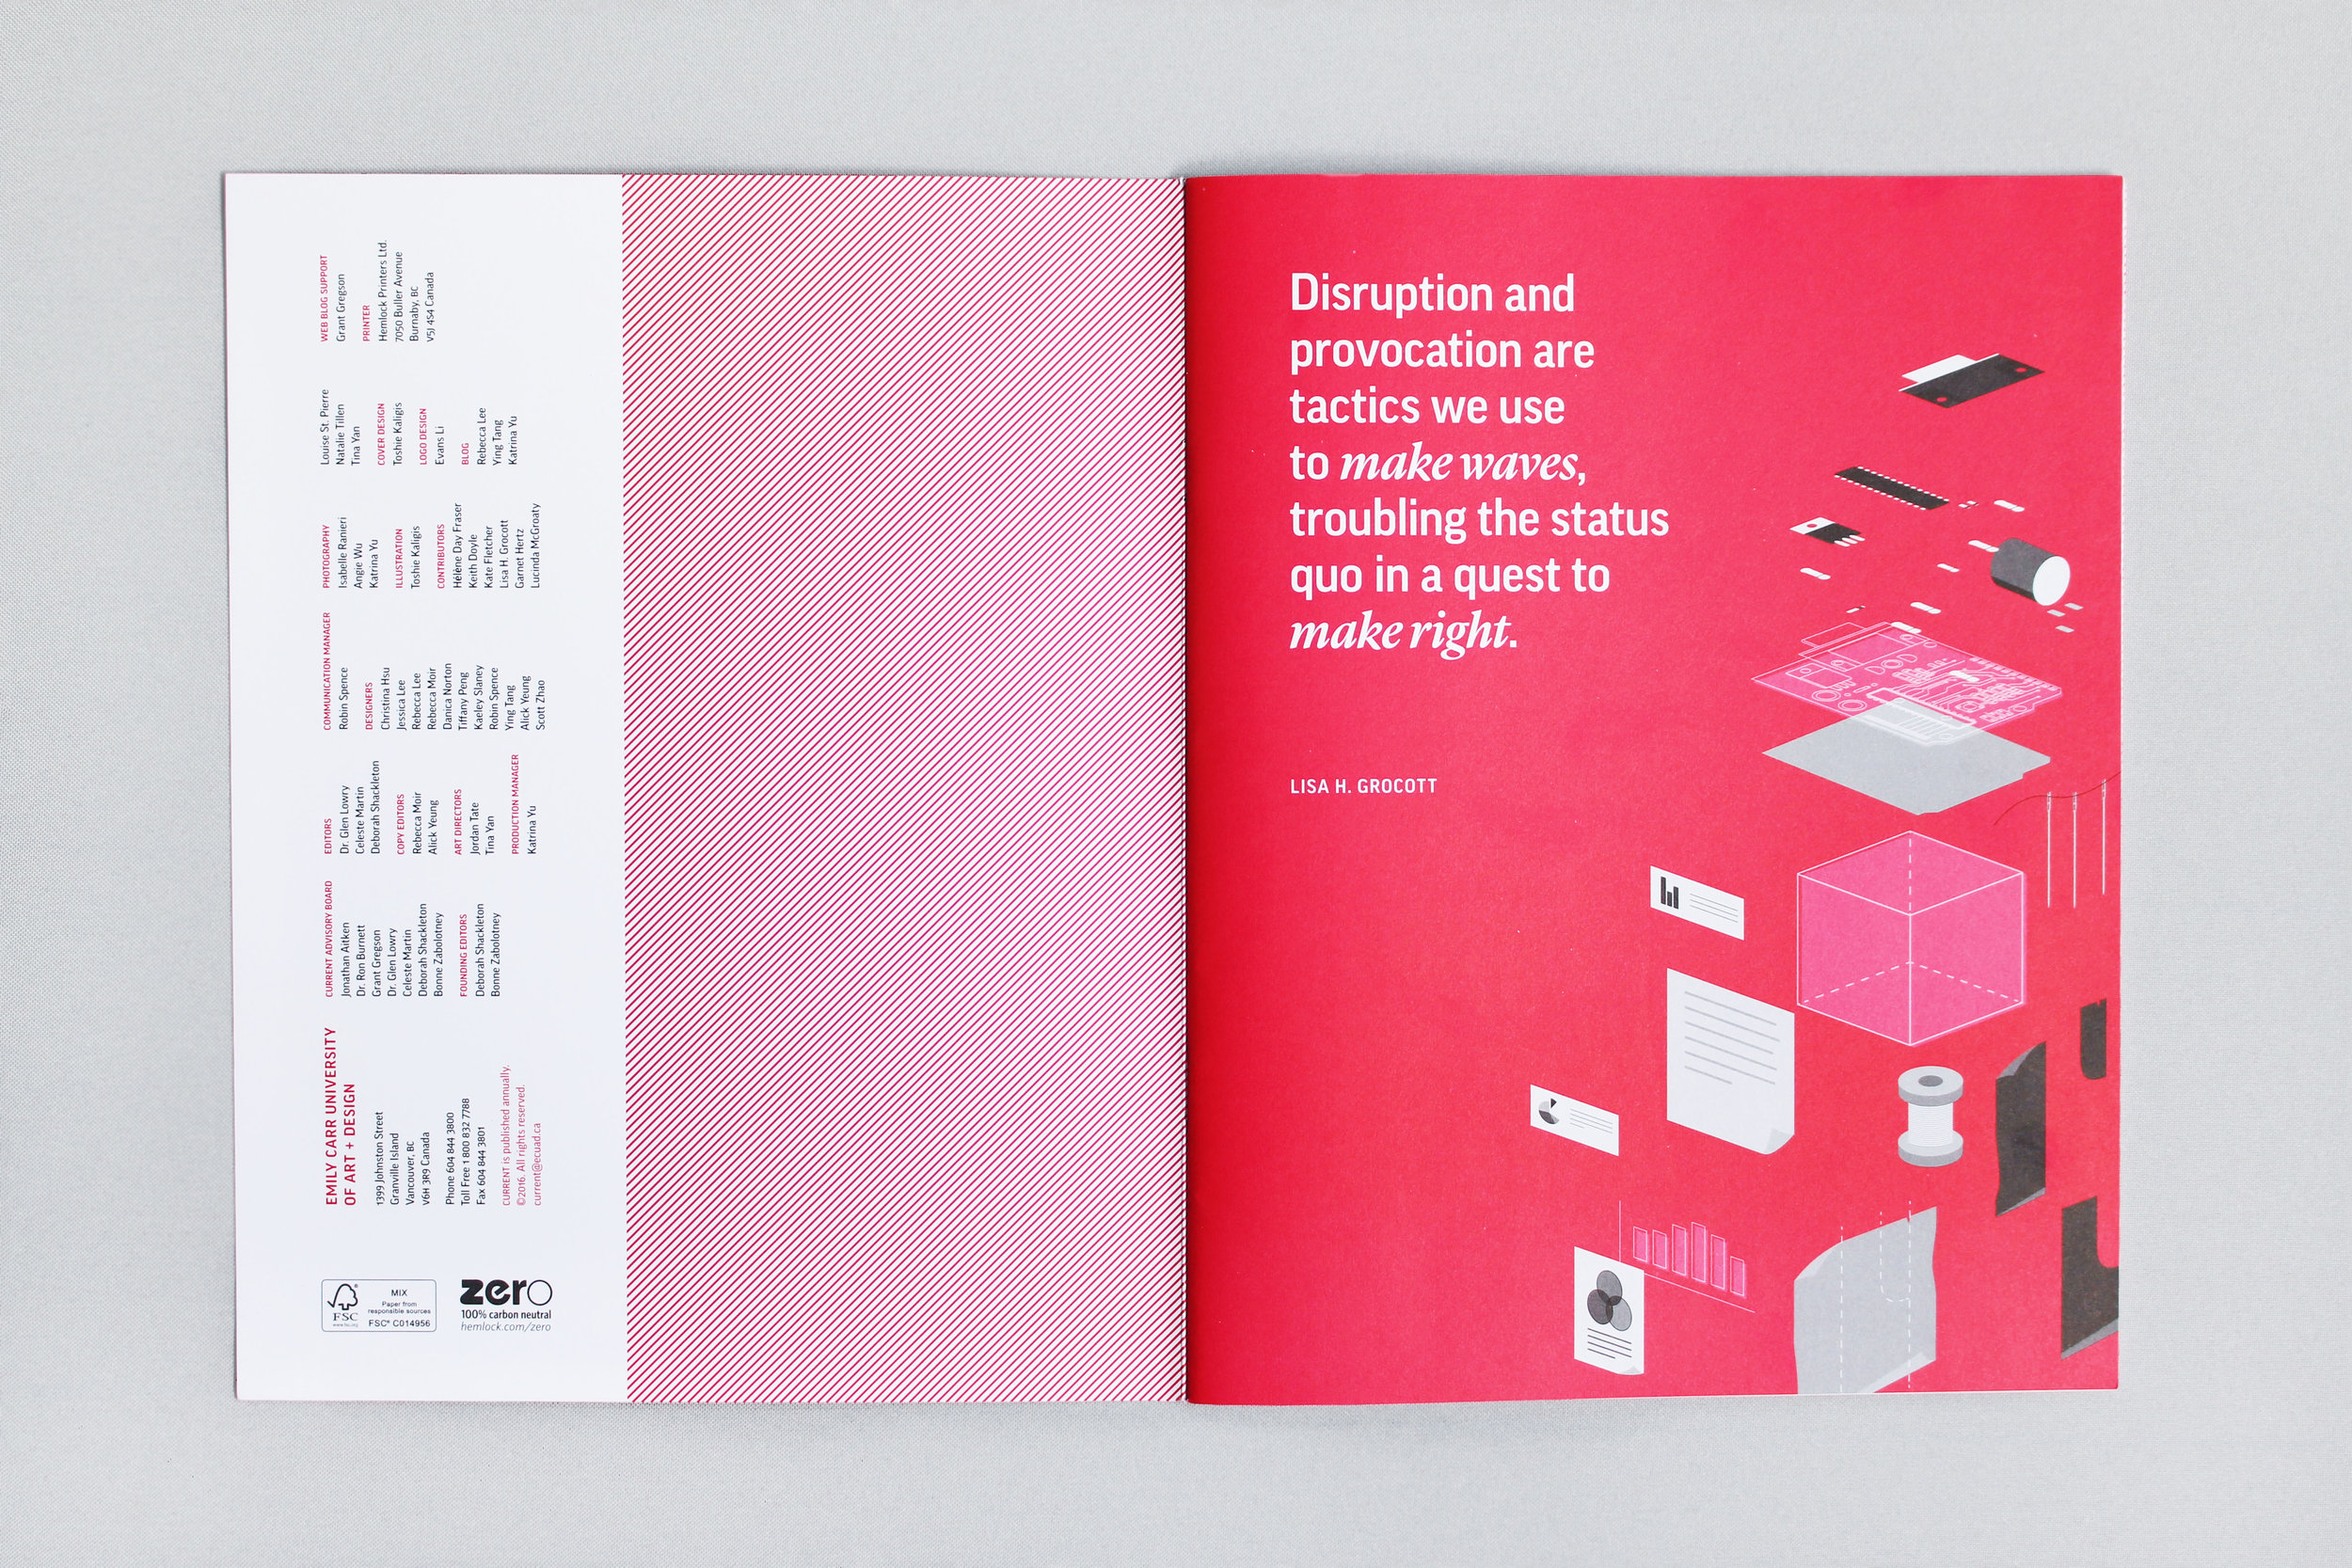 EMILY CARR UNIVERSITY
OF ART + DESIGN
1399 Johnston Street
Granville Island
Vancouver, BC
V6H 3R9 Canada
Phone 604 844 3800
Toll Free 1 800 832 7788
Fax 604 844 3801
CURRENT is published annually.
©2016. All rights reserved.
current@ecuad.ca
CURRENT ADVISORY BOARD
Jonathan Aitken
Dr. Ron Burnett
Grant Gregson
Dr. Glen Lowry
Celeste Martin
Deborah Shackleton
Bonne Zabolotney
FOUNDING EDITORS
Deborah Shackleton
Bonne Zabolotney
EDITORS
Dr. Glen Lowry
Celeste Martin
Deborah Shackleton
COPY EDITORS
Rebecca Moir
Alick Yeung
ART DIRECTORS
Jordan Tate
Tina Yan
PRODUCTION MANAGER
Katrina Yu
COMMUNICATION MANAGER
Robin Spence
DESIGNERS
Christina Hsu
Jessica Lee
Rebecca Lee
Rebecca Moir
Danica Norton
Tiffany Peng
Kaeley Slaney
Robin Spence
Ying Tang
Alick Yeung
Scott Zhao
PHOTOGRAPHY
Isabelle Ranieri
Angie Wu
Katrina Yu
ILLUSTRATION
Toshie Kaligis
CONTRIBUTORS
Hélène Day Fraser
Keith Doyle
Kate Fletcher
Lisa H. Grocott
Garnet Hertz
Lucinda McGroaty
Louise St. Pierre
Natalie Tillen
Tina Yan
COVER DESIGN
Toshie Kaligis
LOGO DESIGN
Evans Li
BLOG
Rebecca Lee
Ying Tang
Katrina Yu
WEB BLOG SUPPORT
Grant Gregson
PRINTER
Hemlock Printers Ltd.
7050 Buller Avenue
Burnaby, BC
V5J 4S4 Canada
FSC
www.fsc.org
MIX
Paper from
responsible sources
FSC® C014956
zero
100% carbon neutral
hemlock.com/zero
Disruption and
provocation are
tactics we use
to make waves,
troubling the status
quo in a quest to
make right.
LISA H. GROCOTT